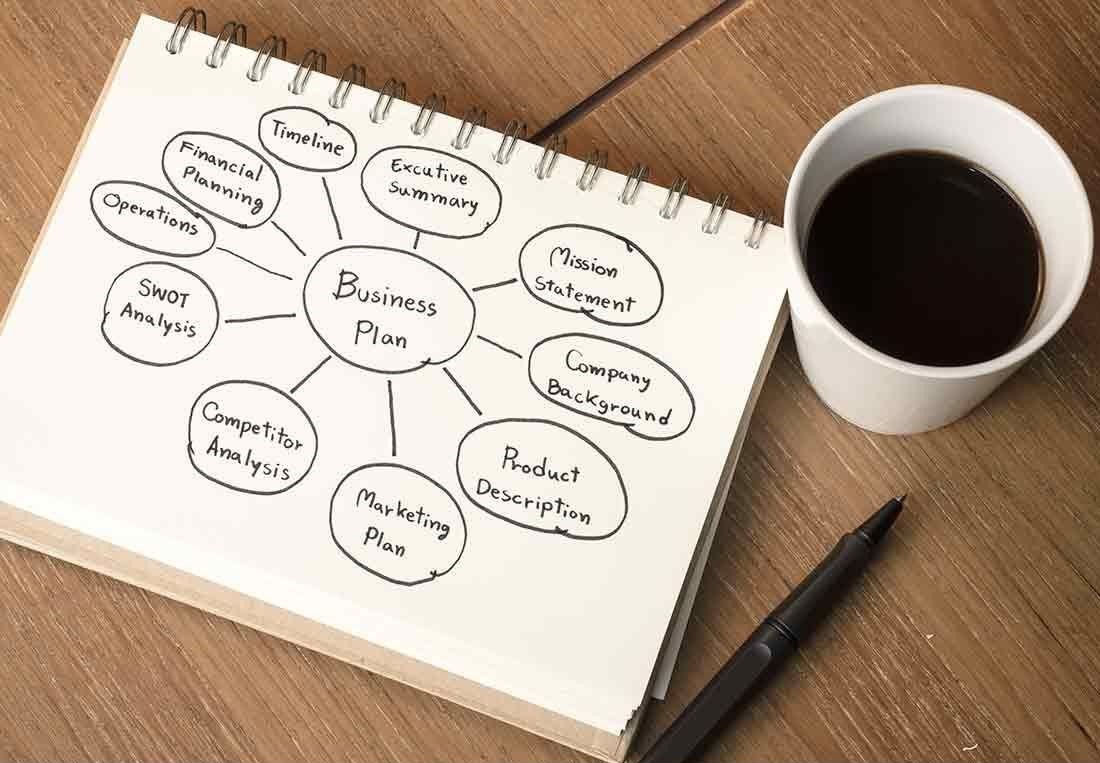 Timeline
Excutive
Summary
Financial
Planning
Operations
Mission
Statement
SWOT
Analysis
Business
Plan
Company
Background
Competitor
Analysis
Product
Description
Marketing
Plan